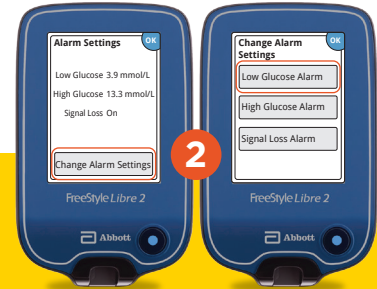 Alarm Settings
OK
Low Glucose 3.9 mmol/L
High Glucose 13.3 mmol/L
Signal Loss On
Change Alarm Settings
FreeStyle Libre 2
Abbott
2
Change Alarm
Settings
OK
Low Glucose Alarm
High Glucose Alarm
Signal Loss Alarm
FreeStyle Libre 2
Abbott